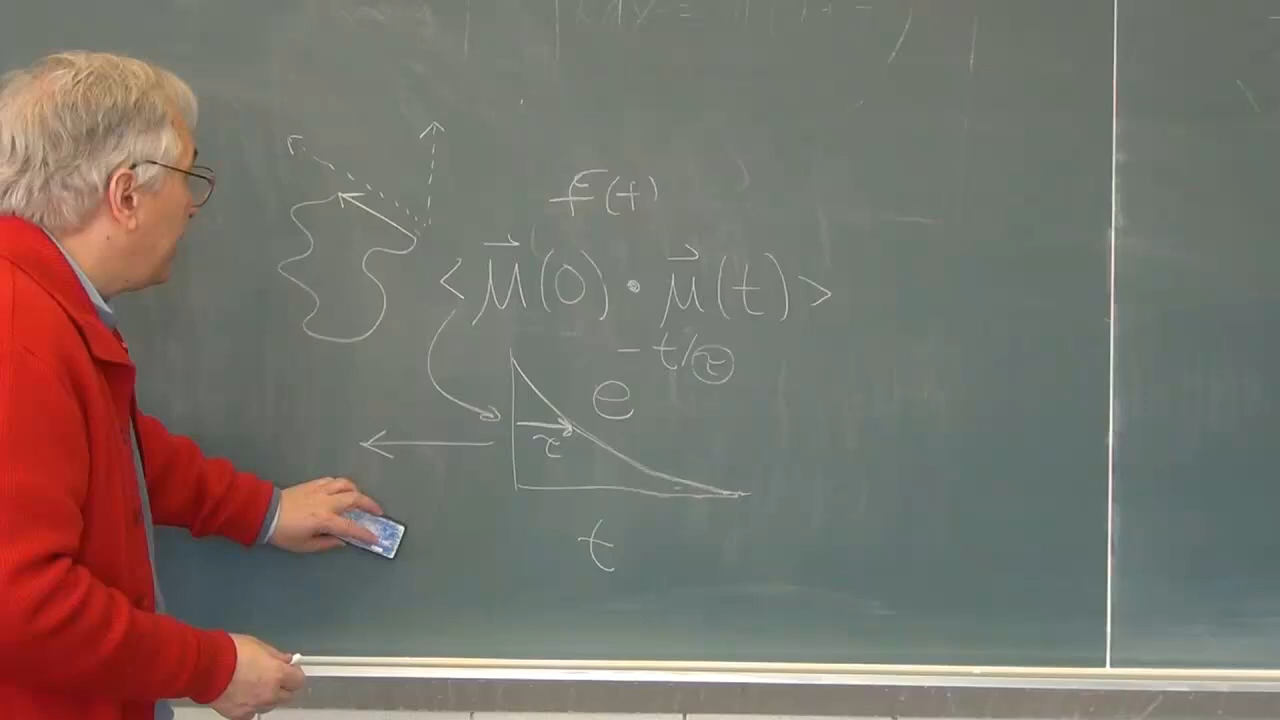 F(t)
<μ⃗(0) · μ⃗(t)>
e^{-t/τ}
τ
t